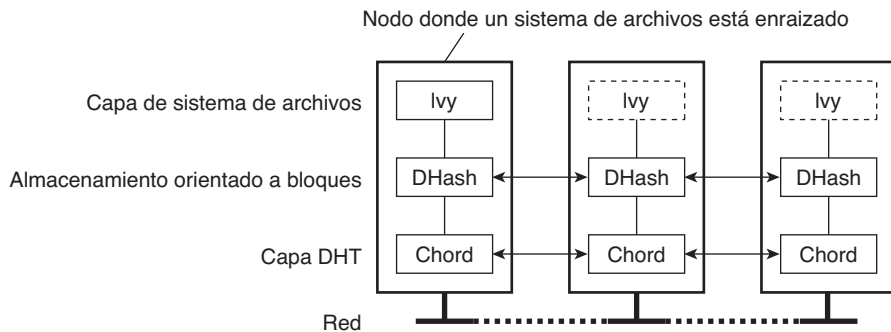 Nodo donde un sistema de archivos está enraizado
Capa de sistema de archivos
Ivy
Ivy
Ivy
Almacenamiento orientado a bloques
DHash
DHash
DHash
Capa DHT
Chord
Chord
Chord
Red